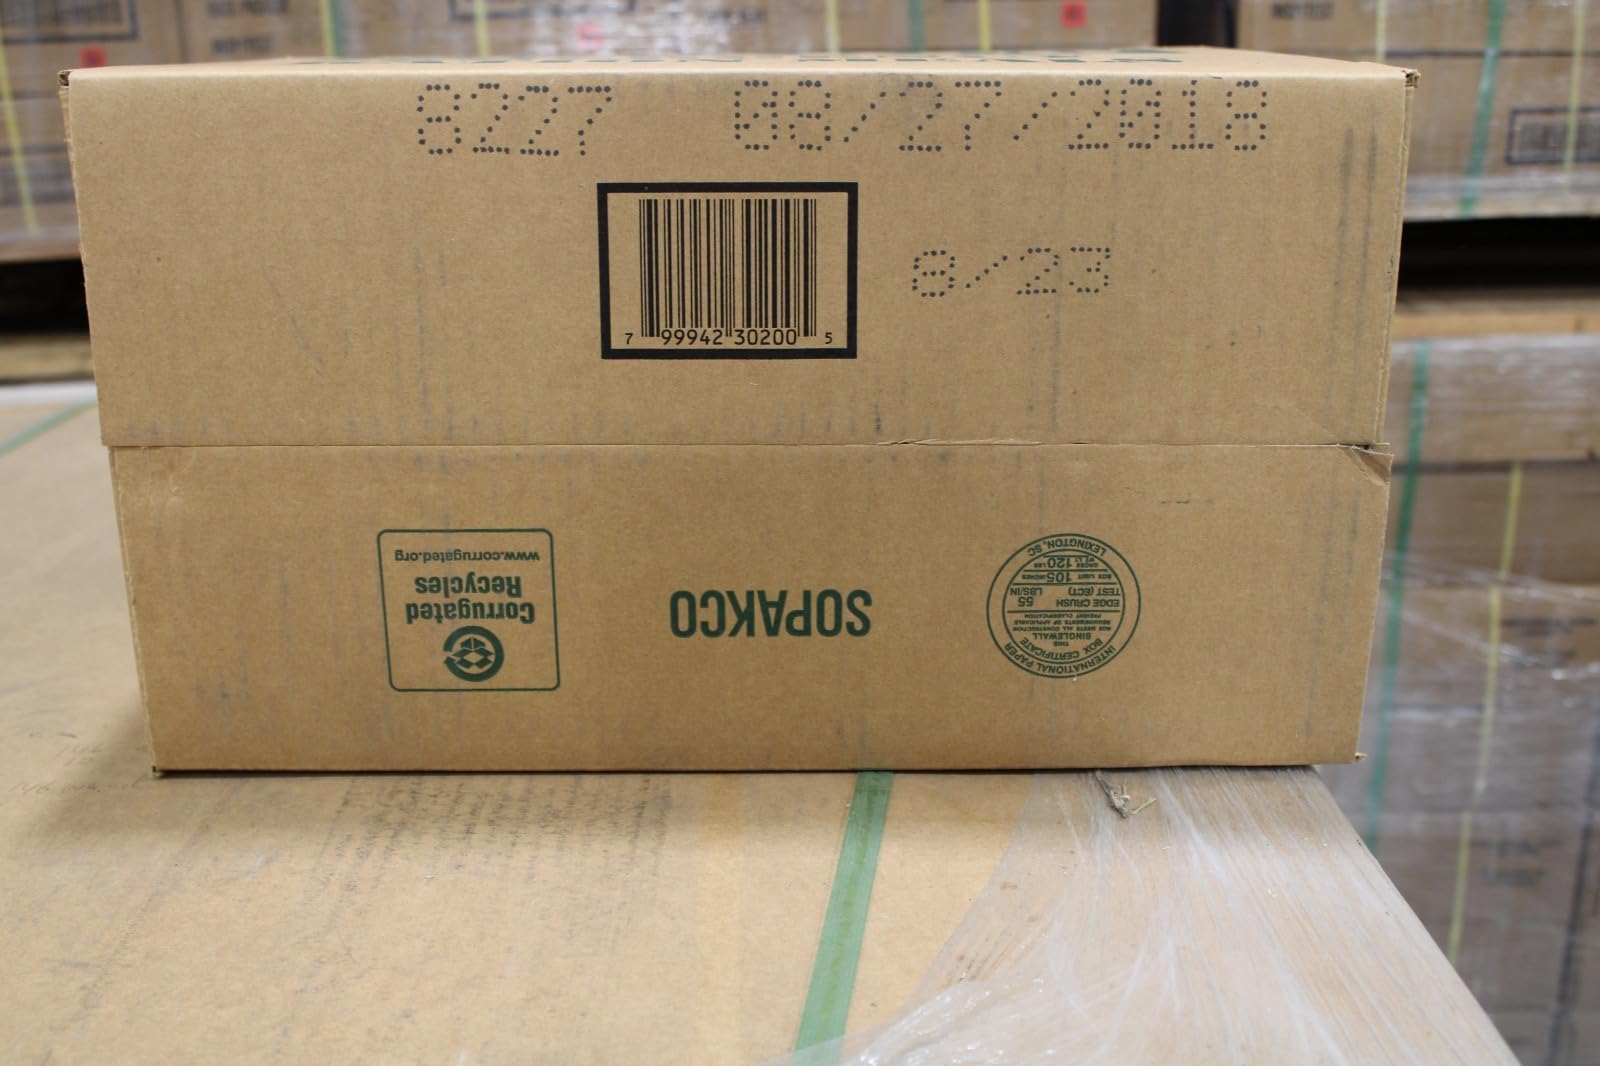 8227 08/27/2018
7 99942 30200 5
8/23
Corrugated
Recycles
www.corrugated.org
SOPAKCO
INTERNATIONAL PAPER
BOX CERTIFICATE
THIS
SINGLEWALL
BOX MEETS ALL CONSTRUCTION
REQUIREMENTS OF APPLICABLE
FREIGHT CLASSIFICATION
EDGE CRUSH 55
TEST (ECT) LBS/IN
SIZE LIMIT 105 INCHES
GROSS WT LT 120 LBS
LEXINGTON, SC